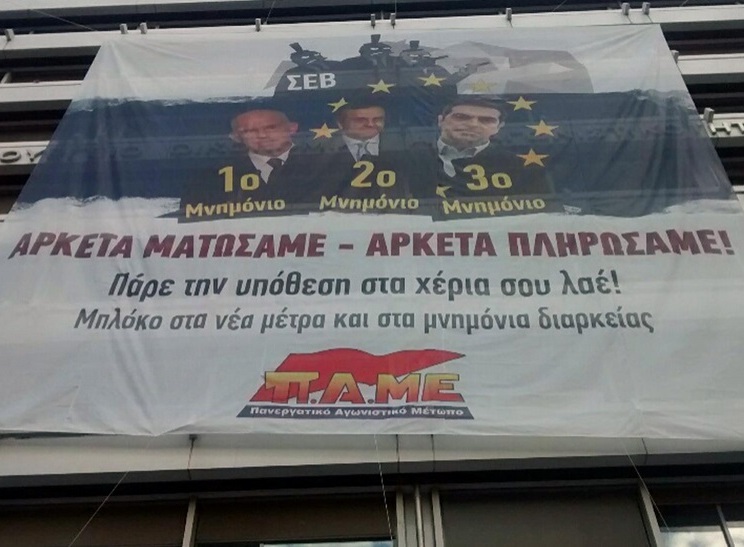 ΣΕΒ
1ο 2ο 3ο
Μνημόνιο Μνημόνιο Μνημόνιο
ΑΡΚΕΤΑ ΜΑΤΩΣΑΜΕ - ΑΡΚΕΤΑ ΠΛΗΡΩΣΑΜΕ!
Πάρε την υπόθεση στα χέρια σου λαέ!
Μπλόκο στα νέα μέτρα και στα μνημόνια διαρκείας
Π.Α.ΜΕ
Πανεργατικό Αγωνιστικό Μέτωπο